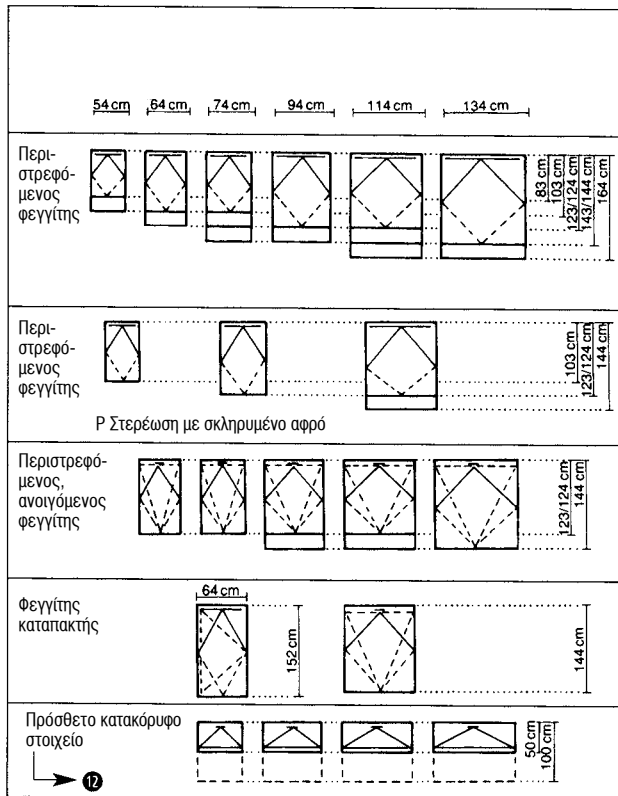 54 cm 64 cm 74 cm 94 cm 114 cm 134 cm
Περι-
στρεφό-
μενος
φεγγίτης
83 cm
103 cm
123/124 cm
143/144 cm
164 cm
Περι-
στρεφό-
μενος
φεγγίτης
103 cm
123/124 cm
144 cm
P Στερέωση με σκληρυμένο αφρό
Περιστρεφό-
μενος,
ανοιγόμενος
φεγγίτης
123/124 cm
144 cm
Φεγγίτης
καταπακτής
64 cm
152 cm
144 cm
Πρόσθετο κατακόρυφο
στοιχείο
50 cm
100 cm
12